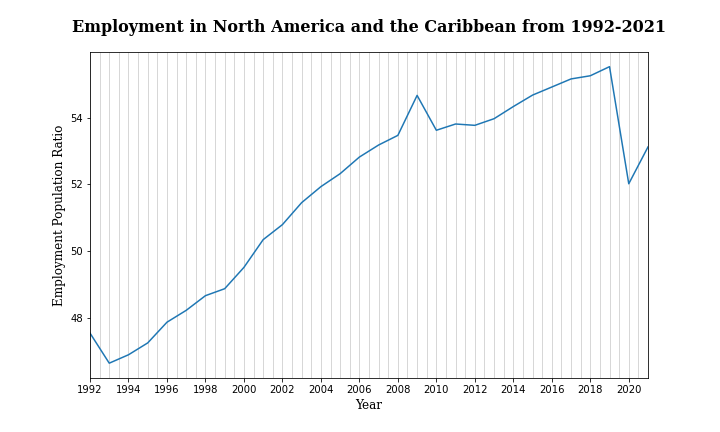 Employment in North America and the Caribbean from 1992-2021
Employment Population Ratio
54
52
50
48
1992 1994 1996 1998 2000 2002 2004 2006 2008 2010 2012 2014 2016 2018 2020
Year